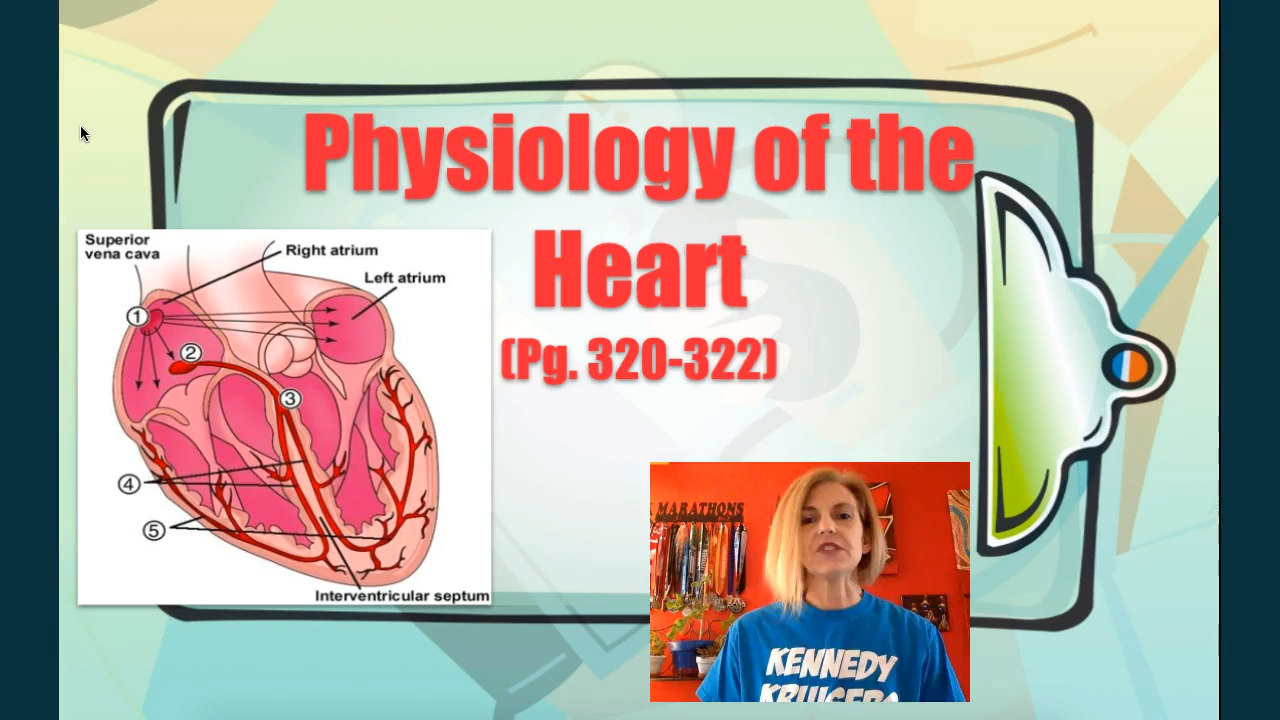 Physiology of the
Heart
(Pg. 320-322)
Superior
vena cava
Right atrium
Left atrium
1
2
3
4
5
Interventricular septum
MARATHONS
KENNEDY
KRUISERS